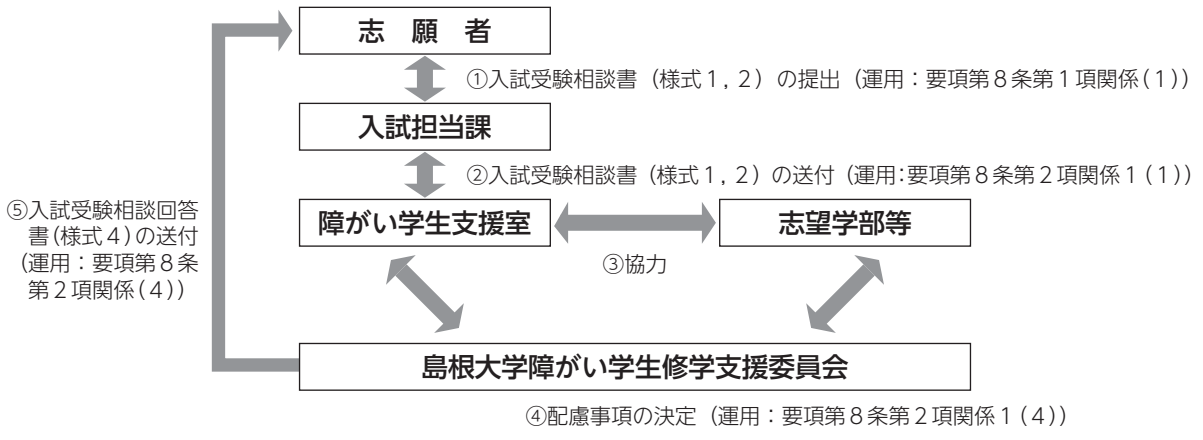 志　願　者
①入試受験相談書（様式１，２）の提出（運用：要項第８条第１項関係(１)）
入試担当課
②入試受験相談書（様式１，２）の送付（運用：要項第８条第２項関係１(１)）
障がい学生支援室
志望学部等
③協力
⑤入試受験相談回答
書(様式４)の送付
（運用：要項第８条
第２項関係(４)）
島根大学障がい学生修学支援委員会
④配慮事項の決定（運用：要項第８条第２項関係１(４)）